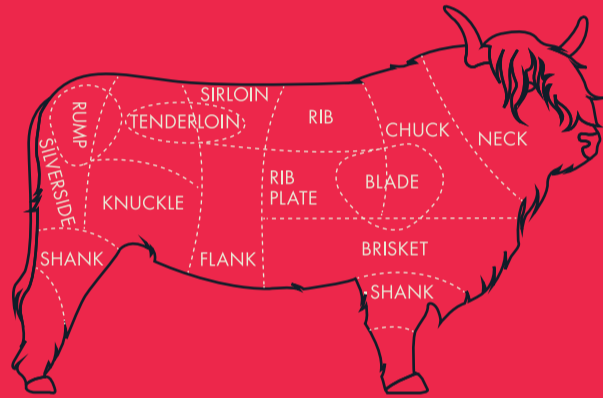 SIRLOIN
RUMP
TENDERLOIN
RIB
CHUCK
NECK
SILVERSIDE
KNUCKLE
RIB
PLATE
BLADE
SHANK
FLANK
BRISKET
SHANK